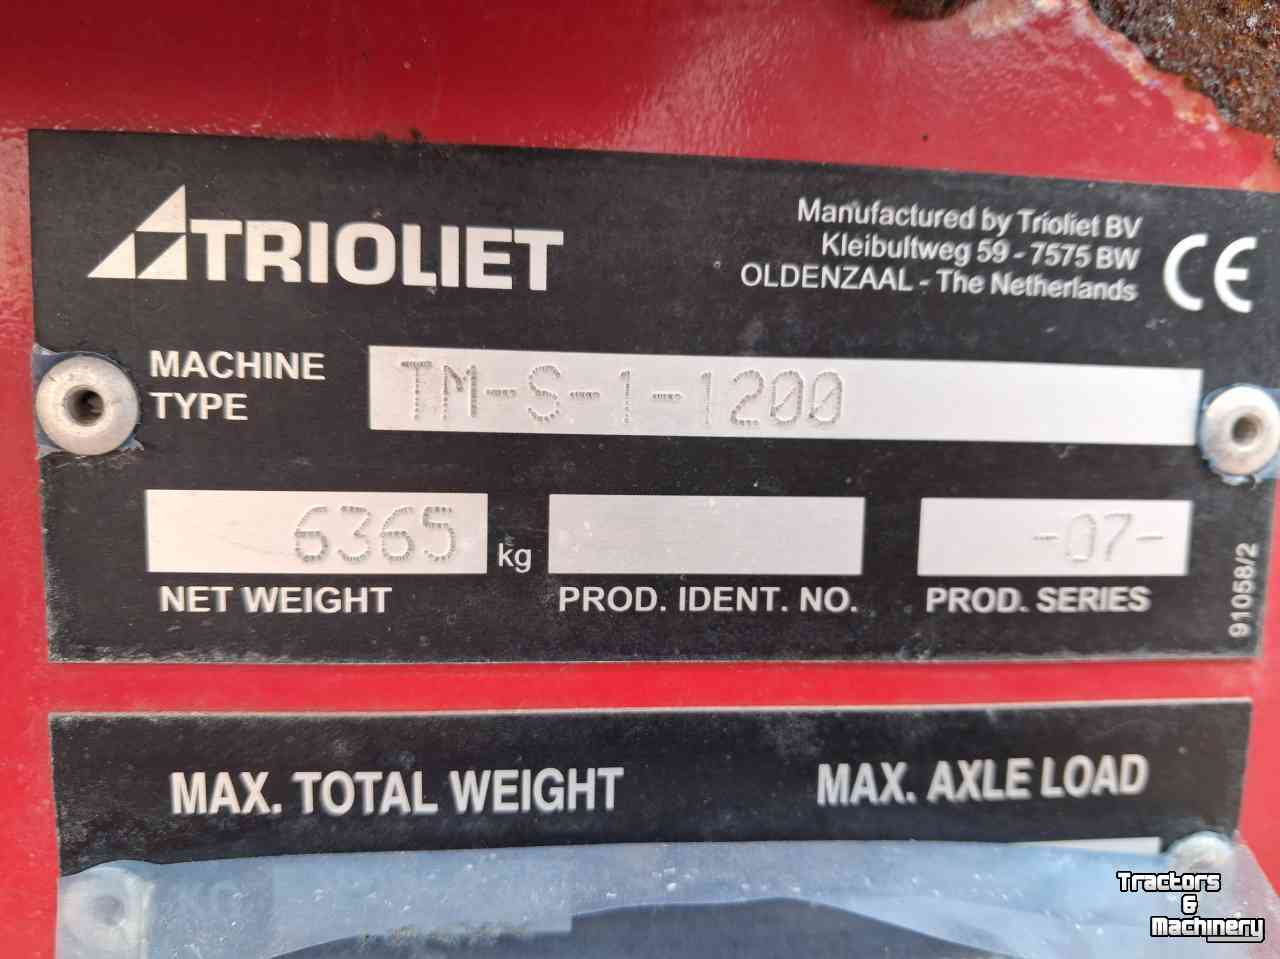 TRIOLIET
Manufactured by Trioliet BV
Kleibultweg 59 - 7575 BW
OLDENZAAL - The Netherlands
CE
MACHINE
TYPE
TM-S-1-1200
6365 kg
NET WEIGHT
PROD. IDENT. NO.
-07-
PROD. SERIES
91058/2
MAX. TOTAL WEIGHT
MAX. AXLE LOAD
KG
Tractors
&
Machinery